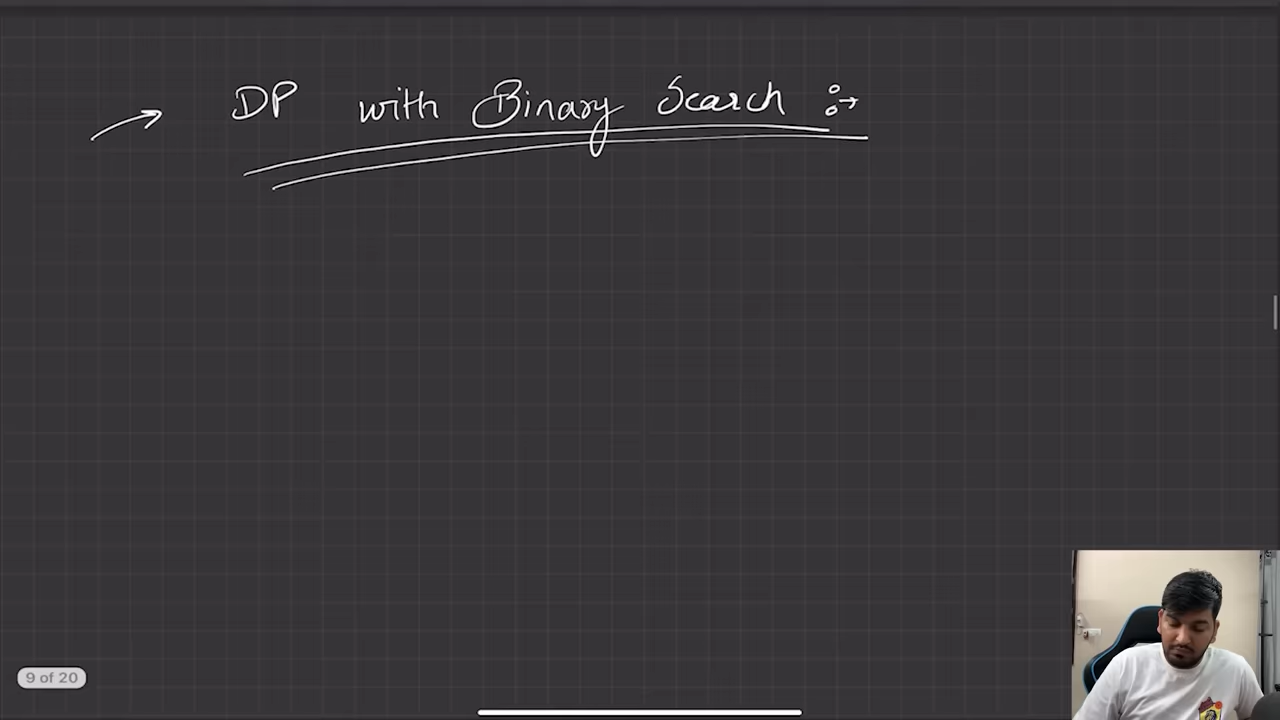 → DP with Binary Search :→
9 of 20